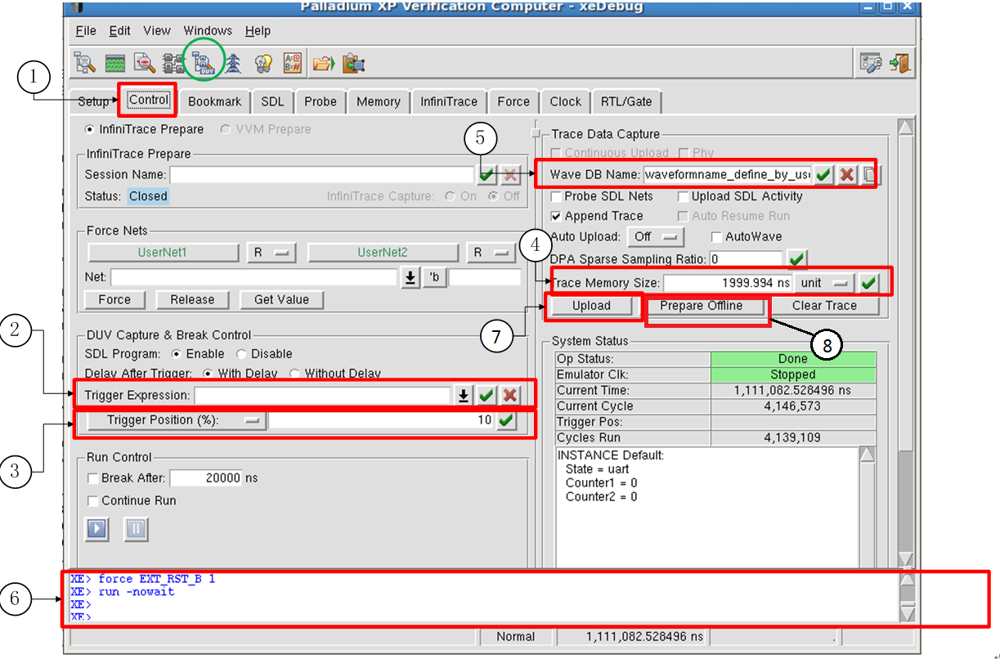 Palladium XP Verification Computer - xeDebug
File Edit View Windows Help
DUV
A:@
B:#
1
Setup Control Bookmark SDL Probe Memory InfiniTrace Force Clock RTL/Gate
InfiniTrace Prepare VVM Prepare
InfiniTrace Prepare
Session Name:
Status: Closed InfiniTrace Capture: On Off
5
Trace Data Capture
Continuous Upload Phy
Wave DB Name: waveformname_define_by_us
Probe SDL Nets Upload SDL Activity
Append Trace Auto Resume Run
Auto Upload: Off AutoWave
4
DPA Sparse Sampling Ratio: 0
Trace Memory Size: 1999.994 ns unit
Upload Prepare Offline Clear Trace
7
8
Force Nets
UserNet1 R UserNet2 R
Net: 'b
Force Release Get Value
2
DUV Capture & Break Control
SDL Program: Enable Disable
Delay After Trigger: With Delay Without Delay
Trigger Expression:
Trigger Position (%): 10
3
Run Control
Break After: 20000 ns
Continue Run
System Status
Op Status: Done
Emulator Clk: Stopped
Current Time: 1,111,082.528496 ns
Current Cycle 4,146,573
Trigger Pos:
Cycles Run 4,139,109
INSTANCE Default:
State = uart
Counter1 = 0
Counter2 = 0
6
XE> force EXT_RST_B 1
XE> run -nowait
XE>
XE>
Normal 1,111,082.528496 ns .